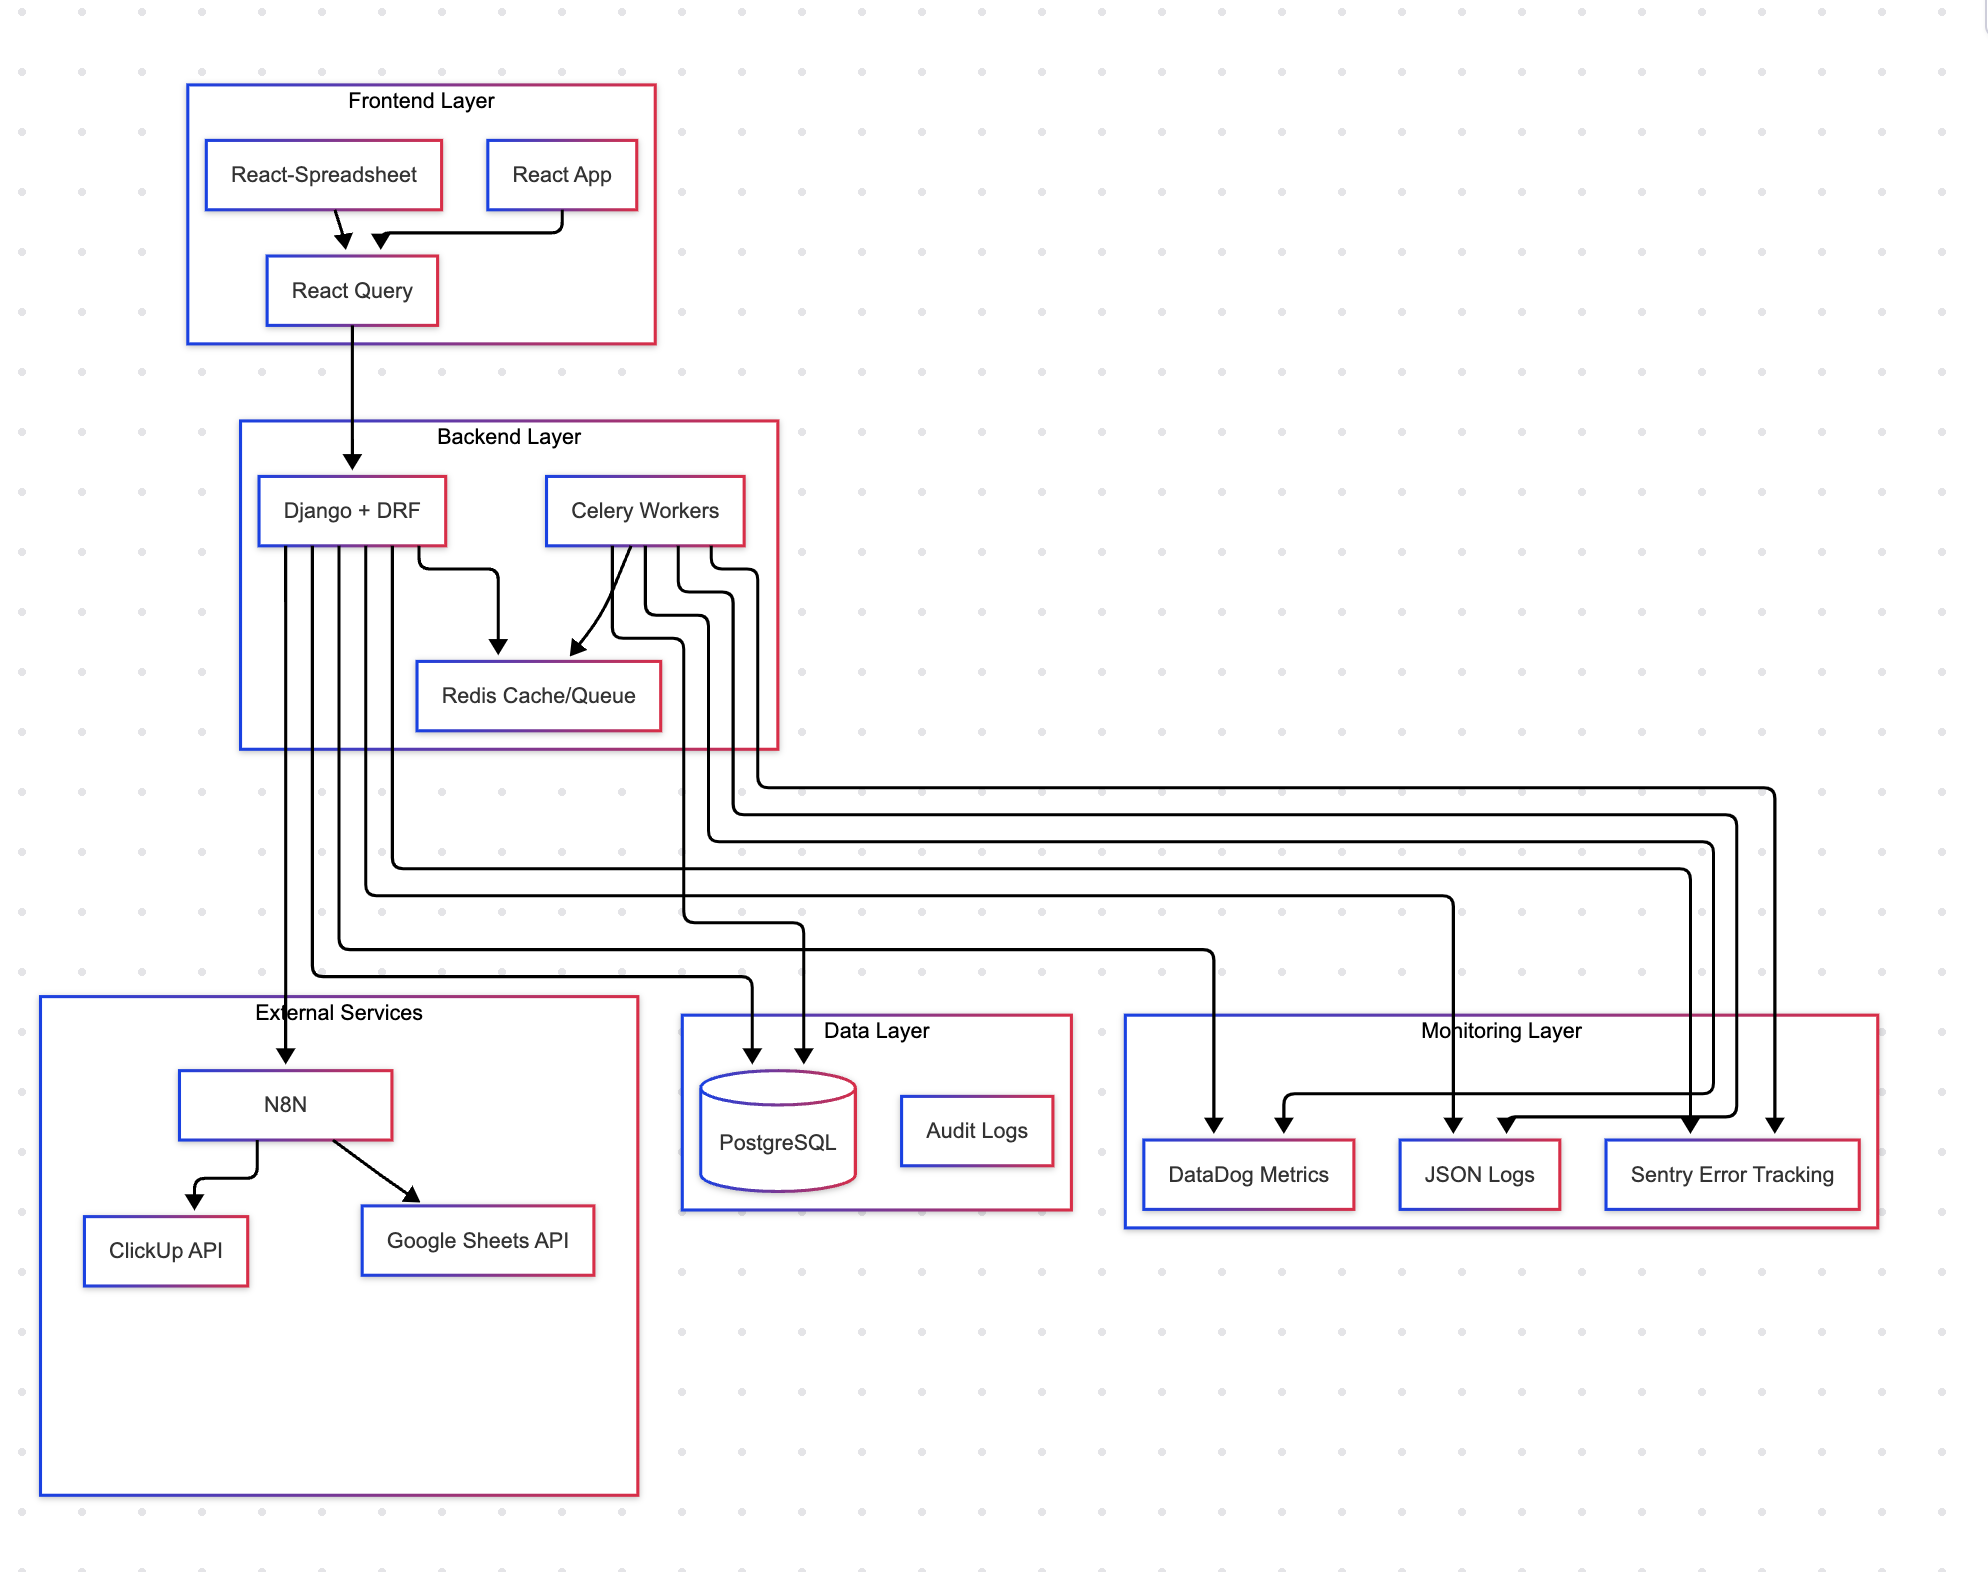 Frontend Layer
React-Spreadsheet
React App
React Query
Backend Layer
Django + DRF
Celery Workers
Redis Cache/Queue
External Services
N8N
ClickUp API
Google Sheets API
Data Layer
PostgreSQL
Audit Logs
Monitoring Layer
DataDog Metrics
JSON Logs
Sentry Error Tracking